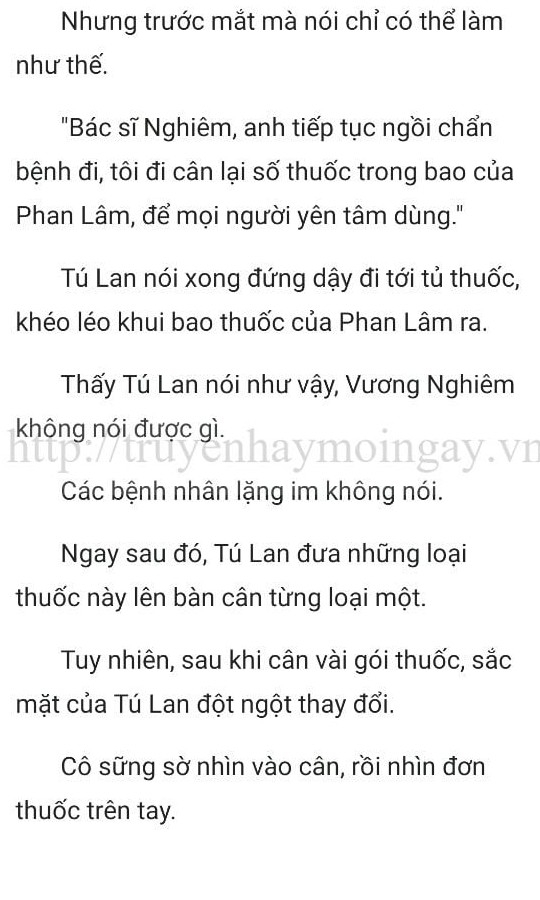 Nhưng trước mắt mà nói chỉ có thể làm
như thế.
"Bác sĩ Nghiêm, anh tiếp tục ngồi chẩn
bệnh đi, tôi đi cân lại số thuốc trong bao của
Phan Lâm, để mọi người yên tâm dùng."
Tú Lan nói xong đứng dậy đi tới tủ thuốc,
khéo léo khui bao thuốc của Phan Lâm ra.
Thấy Tú Lan nói như vậy, Vương Nghiêm
không nói được gì.
http://truyenhaymoingay.vn
Các bệnh nhân lặng im không nói.
Ngay sau đó, Tú Lan đưa những loại
thuốc này lên bàn cân từng loại một.
Tuy nhiên, sau khi cân vài gói thuốc, sắc
mặt của Tú Lan đột ngột thay đổi.
Cô sững sờ nhìn vào cân, rồi nhìn đơn
thuốc trên tay.